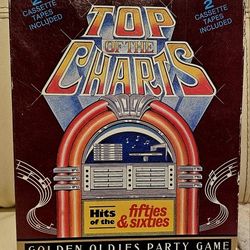 2
CASSETTE
TAPES
INCLUDED
2
CASSETTE
TAPES
INCLUDED
TOP
OF THE
CHARTS
Hits
of the
fifties
& sixties
GOLDEN OLDIES PARTY GAME